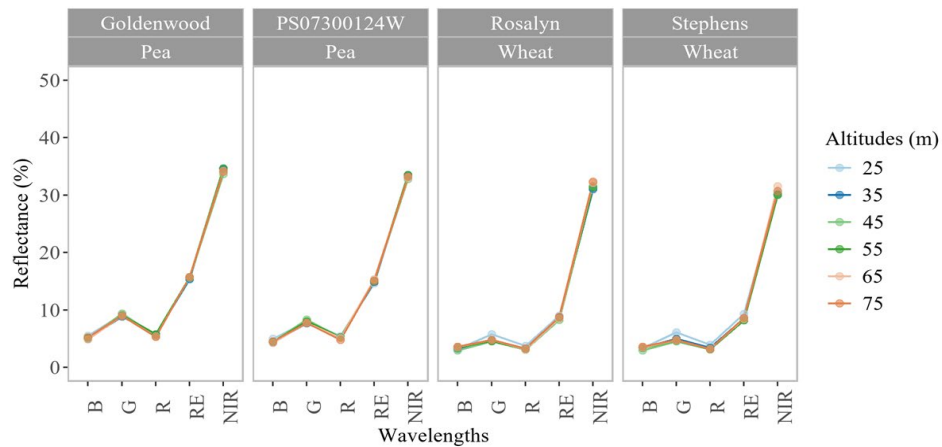 Goldenwood PS07300124W Rosalyn Stephens
Pea Pea Wheat Wheat
50
40
30
20
10
0
Reflectance (%)
B G R RE NIR B G R RE NIR B G R RE NIR B G R RE NIR
Wavelengths
Altitudes (m)
25
35
45
55
65
75